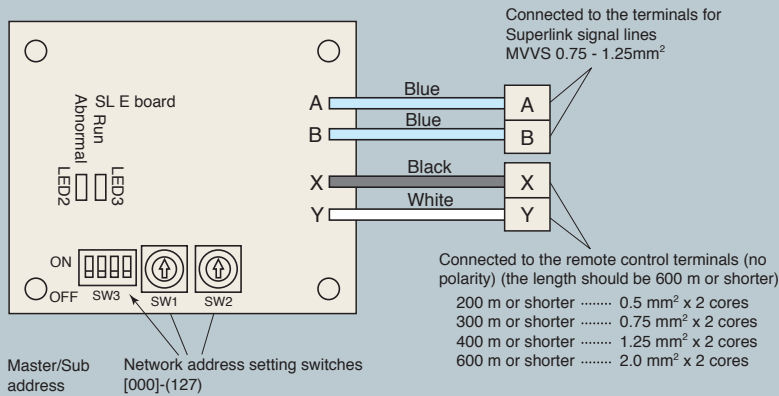 Connected to the terminals for
Superlink signal lines
MVVS 0.75 - 1.25mm²
SL E board
Abnormal
Run
LED2
LED3
A
Blue
A
B
Blue
B
X
Black
X
Y
White
Y
ON
OFF
SW3
SW1
SW2
Connected to the remote control terminals (no
polarity) (the length should be 600 m or shorter)
200 m or shorter ........ 0.5 mm² x 2 cores
300 m or shorter ........ 0.75 mm² x 2 cores
400 m or shorter ........ 1.25 mm² x 2 cores
600 m or shorter ........ 2.0 mm² x 2 cores
Master/Sub
address
Network address setting switches
[000]-(127)